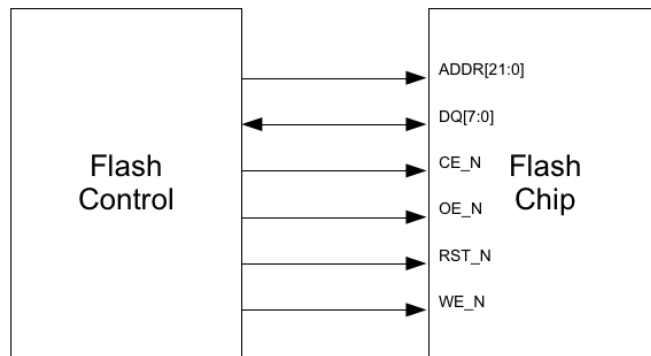 Flash
Control
ADDR[21:0]
DQ[7:0]
CE_N
OE_N
RST_N
WE_N
Flash
Chip